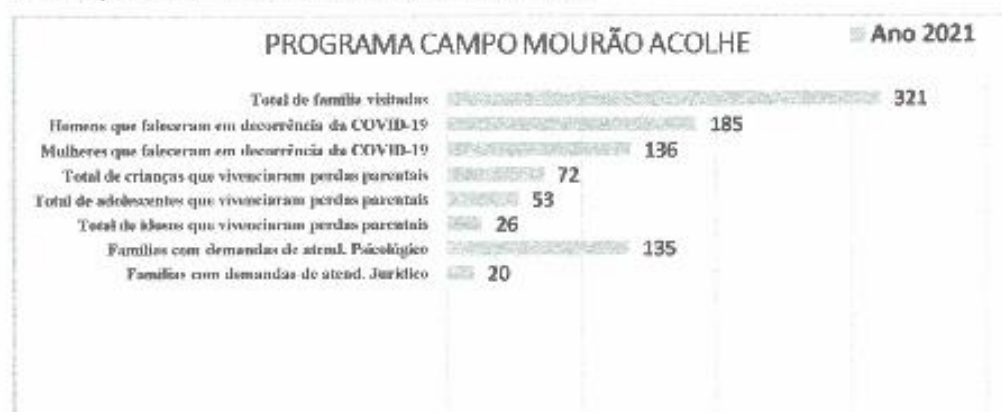 PROGRAMA CAMPO MOURÃO ACOLHE
Ano 2021
Total de família visitadas 321
Homens que faleceram em decorrência da COVID-19 185
Mulheres que faleceram em decorrência da COVID-19 136
Total de crianças que vivenciaram perdas parentais 72
Total de adolescentes que vivenciaram perdas parentais 53
Total de idosos que vivenciaram perdas parentais 26
Famílias com demandas de atend. Psicológico 135
Famílias com demandas de atend. Jurídico 20